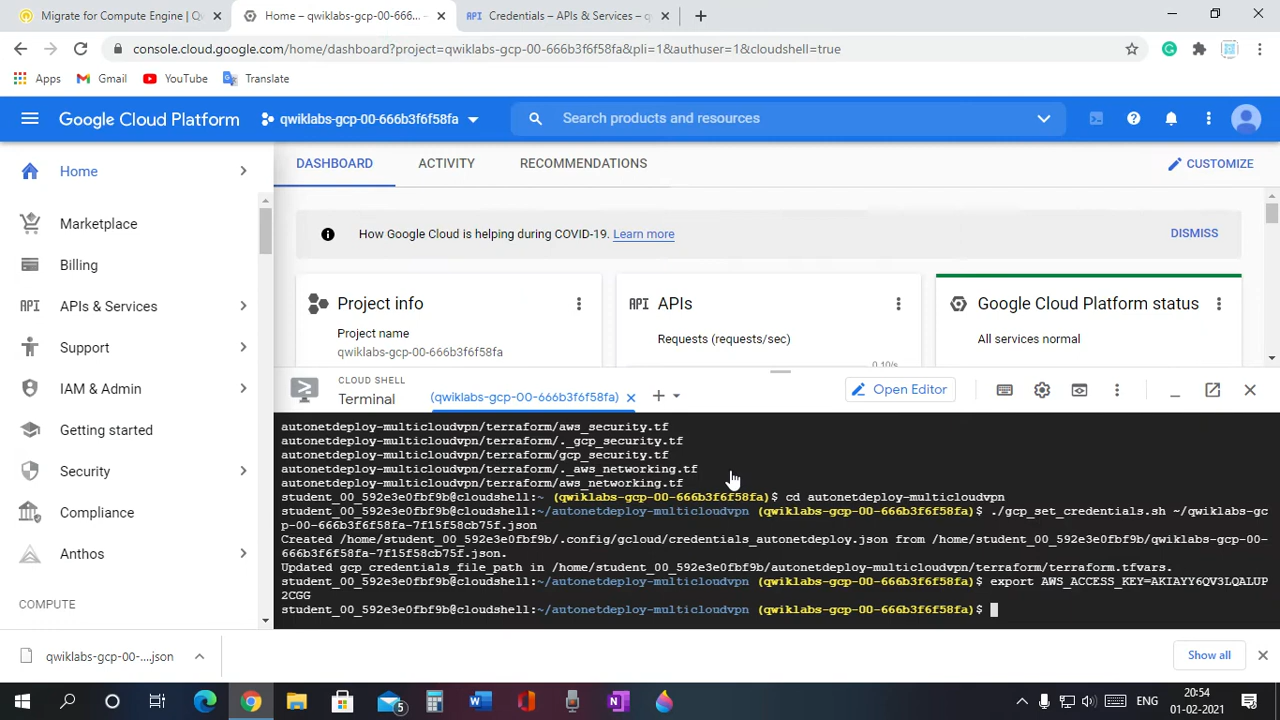 Migrate for Compute Engine | Q
Home – qwiklabs-gcp-00-666...
API Credentials – APIs & Services – q
console.cloud.google.com/home/dashboard?project=qwiklabs-gcp-00-666b3f6f58fa&pli=1&authuser=1&cloudshell=true
Apps
Gmail
YouTube
Translate
Google Cloud Platform
qwiklabs-gcp-00-666b3f6f58fa
Search products and resources
Home
Marketplace
Billing
API APIs & Services
Support
IAM & Admin
Getting started
Security
Compliance
Anthos
COMPUTE
DASHBOARD
ACTIVITY
RECOMMENDATIONS
CUSTOMIZE
How Google Cloud is helping during COVID-19. Learn more
DISMISS
Project info
Project name
qwiklabs-gcp-00-666b3f6f58fa
API APIs
Requests (requests/sec)
0.10/s
Google Cloud Platform status
All services normal
CLOUD SHELL
Terminal
(qwiklabs-gcp-00-666b3f6f58fa)
Open Editor
autonetdeploy-multicloudvpn/terraform/aws_security.tf
autonetdeploy-multicloudvpn/terraform/._gcp_security.tf
autonetdeploy-multicloudvpn/terraform/gcp_security.tf
autonetdeploy-multicloudvpn/terraform/._aws_networking.tf
autonetdeploy-multicloudvpn/terraform/aws_networking.tf
student_00_592e3e0fbf9b@cloudshell:~ (qwiklabs-gcp-00-666b3f6f58fa)$ cd autonetdeploy-multicloudvpn
student_00_592e3e0fbf9b@cloudshell:~/autonetdeploy-multicloudvpn (qwiklabs-gcp-00-666b3f6f58fa)$ ./gcp_set_credentials.sh ~/qwiklabs-gc
p-00-666b3f6f58fa-7f15f58cb75f.json
Created /home/student_00_592e3e0fbf9b/.config/gcloud/credentials_autonetdeploy.json from /home/student_00_592e3e0fbf9b/qwiklabs-gcp-00-
666b3f6f58fa-7f15f58cb75f.json.
Updated gcp_credentials_file_path in /home/student_00_592e3e0fbf9b/autonetdeploy-multicloudvpn/terraform/terraform.tfvars.
student_00_592e3e0fbf9b@cloudshell:~/autonetdeploy-multicloudvpn (qwiklabs-gcp-00-666b3f6f58fa)$ export AWS_ACCESS_KEY=AKIAYY6QV3LQALUP
2CGG
student_00_592e3e0fbf9b@cloudshell:~/autonetdeploy-multicloudvpn (qwiklabs-gcp-00-666b3f6f58fa)$
qwiklabs-gcp-00-....json
Show all
5
ENG
20:54
01-02-2021